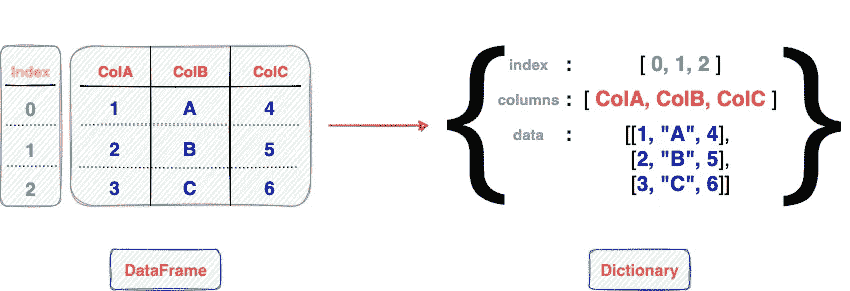 Index ColA ColB ColC
0 1 A 4
1 2 B 5
2 3 C 6
DataFrame
{
index : [ 0, 1, 2 ]
columns : [ ColA, ColB, ColC ]
data : [[1, "A", 4],
[2, "B", 5],
[3, "C", 6]]
}
Dictionary